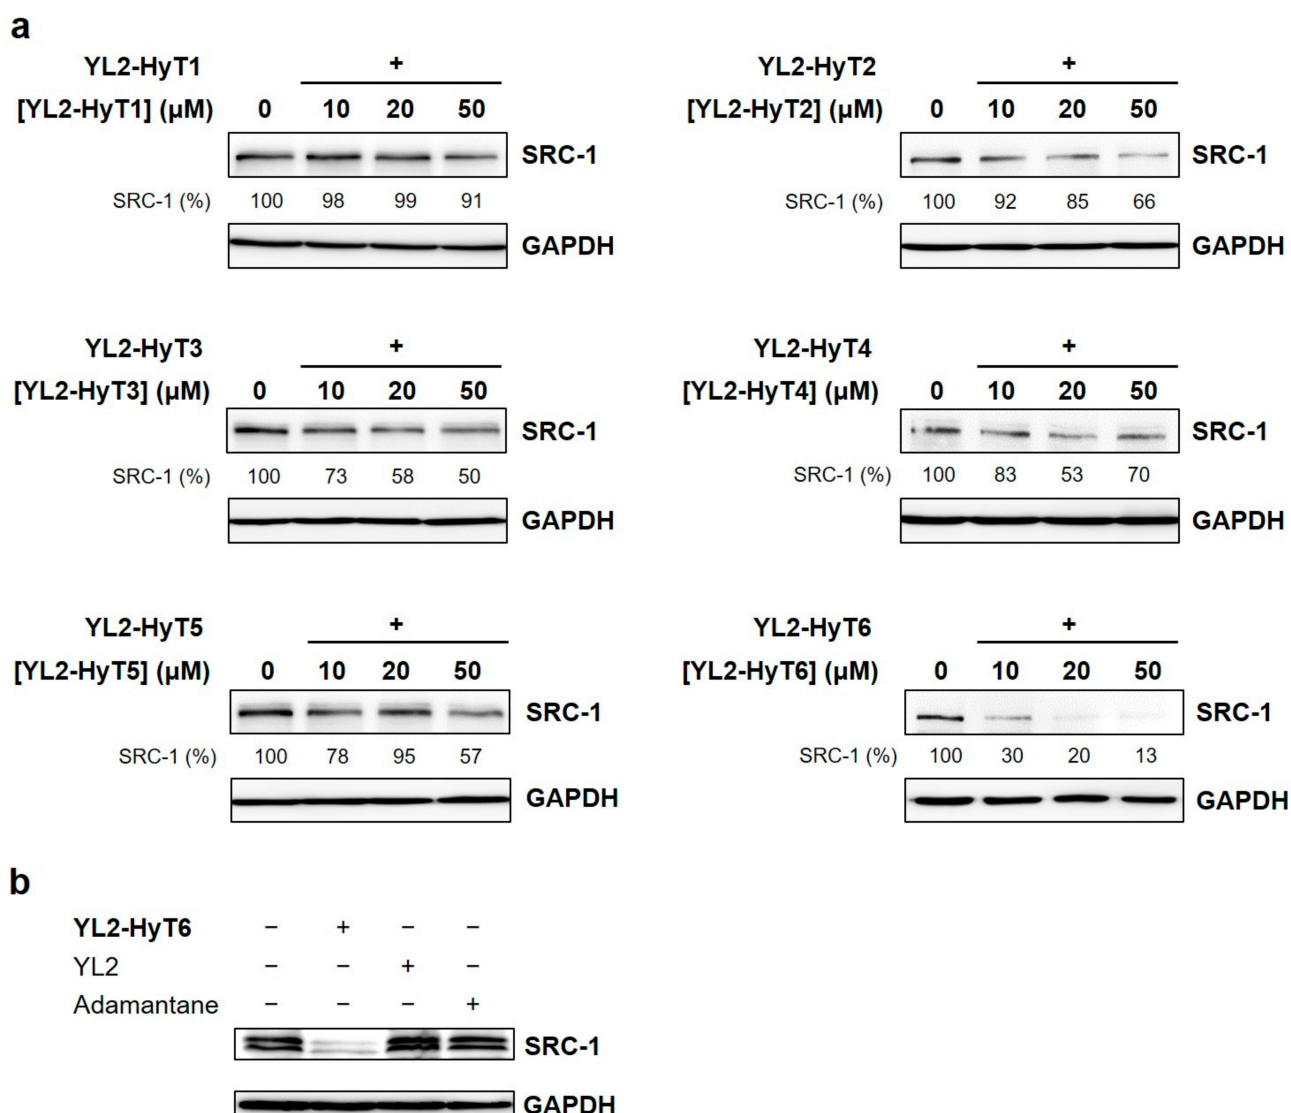 a
YL2-HyT1 +
[YL2-HyT1] (µM) 0 10 20 50
SRC-1
SRC-1 (%) 100 98 99 91
GAPDH
YL2-HyT2 +
[YL2-HyT2] (µM) 0 10 20 50
SRC-1
SRC-1 (%) 100 92 85 66
GAPDH
YL2-HyT3 +
[YL2-HyT3] (µM) 0 10 20 50
SRC-1
SRC-1 (%) 100 73 58 50
GAPDH
YL2-HyT4 +
[YL2-HyT4] (µM) 0 10 20 50
SRC-1
SRC-1 (%) 100 83 53 70
GAPDH
YL2-HyT5 +
[YL2-HyT5] (µM) 0 10 20 50
SRC-1
SRC-1 (%) 100 78 95 57
GAPDH
YL2-HyT6 +
[YL2-HyT6] (µM) 0 10 20 50
SRC-1
SRC-1 (%) 100 30 20 13
GAPDH
b
YL2-HyT6 − + − −
YL2 − − + −
Adamantane − − − +
SRC-1
GAPDH